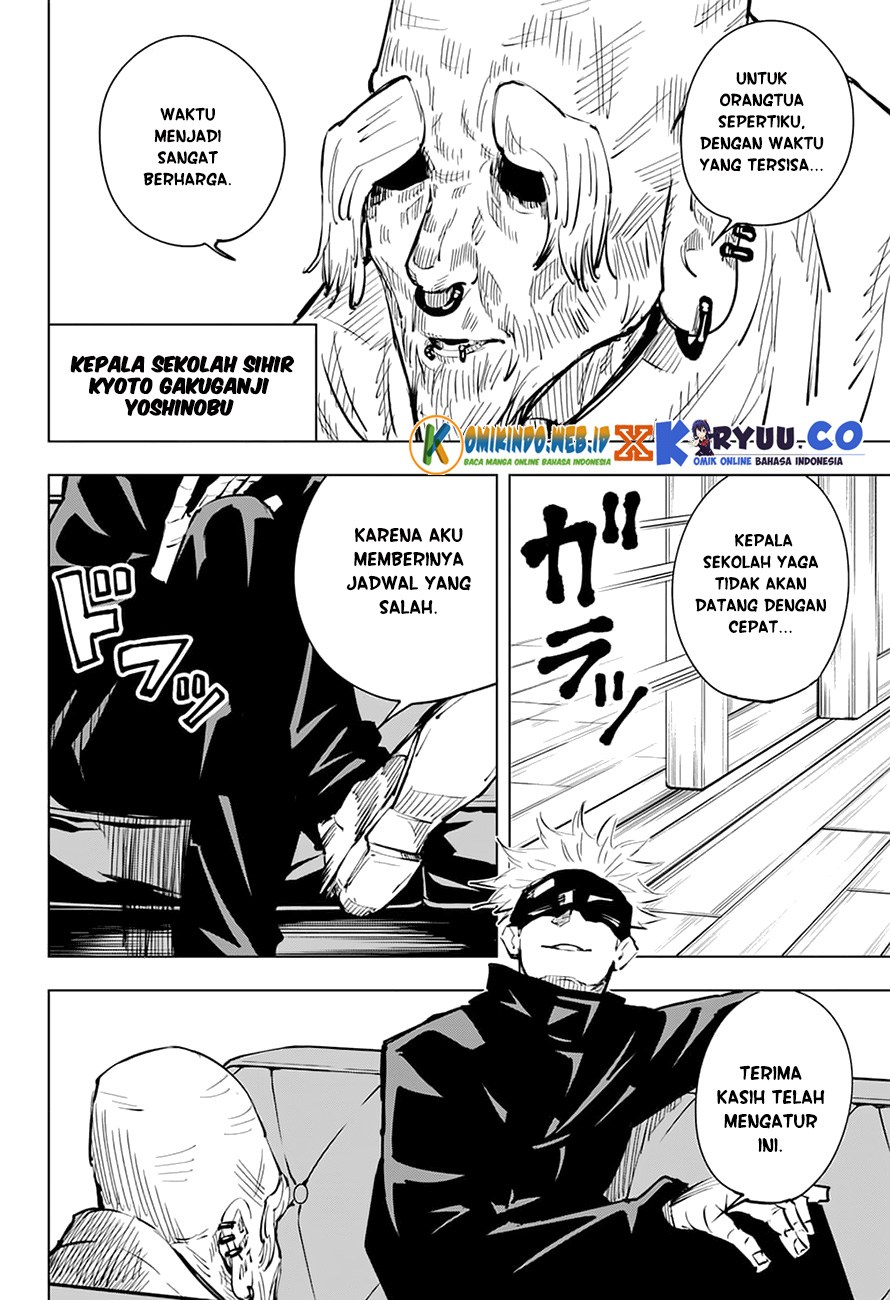 UNTUK
ORANGTUA
SEPERTIKU,
DENGAN WAKTU
YANG TERSISA...
WAKTU
MENJADI
SANGAT
BERHARGA.
KEPALA SEKOLAH SIHIR
KYOTO GAKUGANJI
YOSHINOBU
KOMIKINDO.WEB.ID
BACA MANGA ONLINE BAHASA INDONESIA
X
KIRYUU.CO
OMIK ONLINE BAHASA INDONESIA
KEPALA
SEKOLAH YAGA
TIDAK AKAN
DATANG DENGAN
CEPAT...
ガラッ
KARENA AKU
MEMBERINYA
JADWAL YANG
SALAH.
ドカッ
TERIMA
KASIH TELAH
MENGATUR
INI.